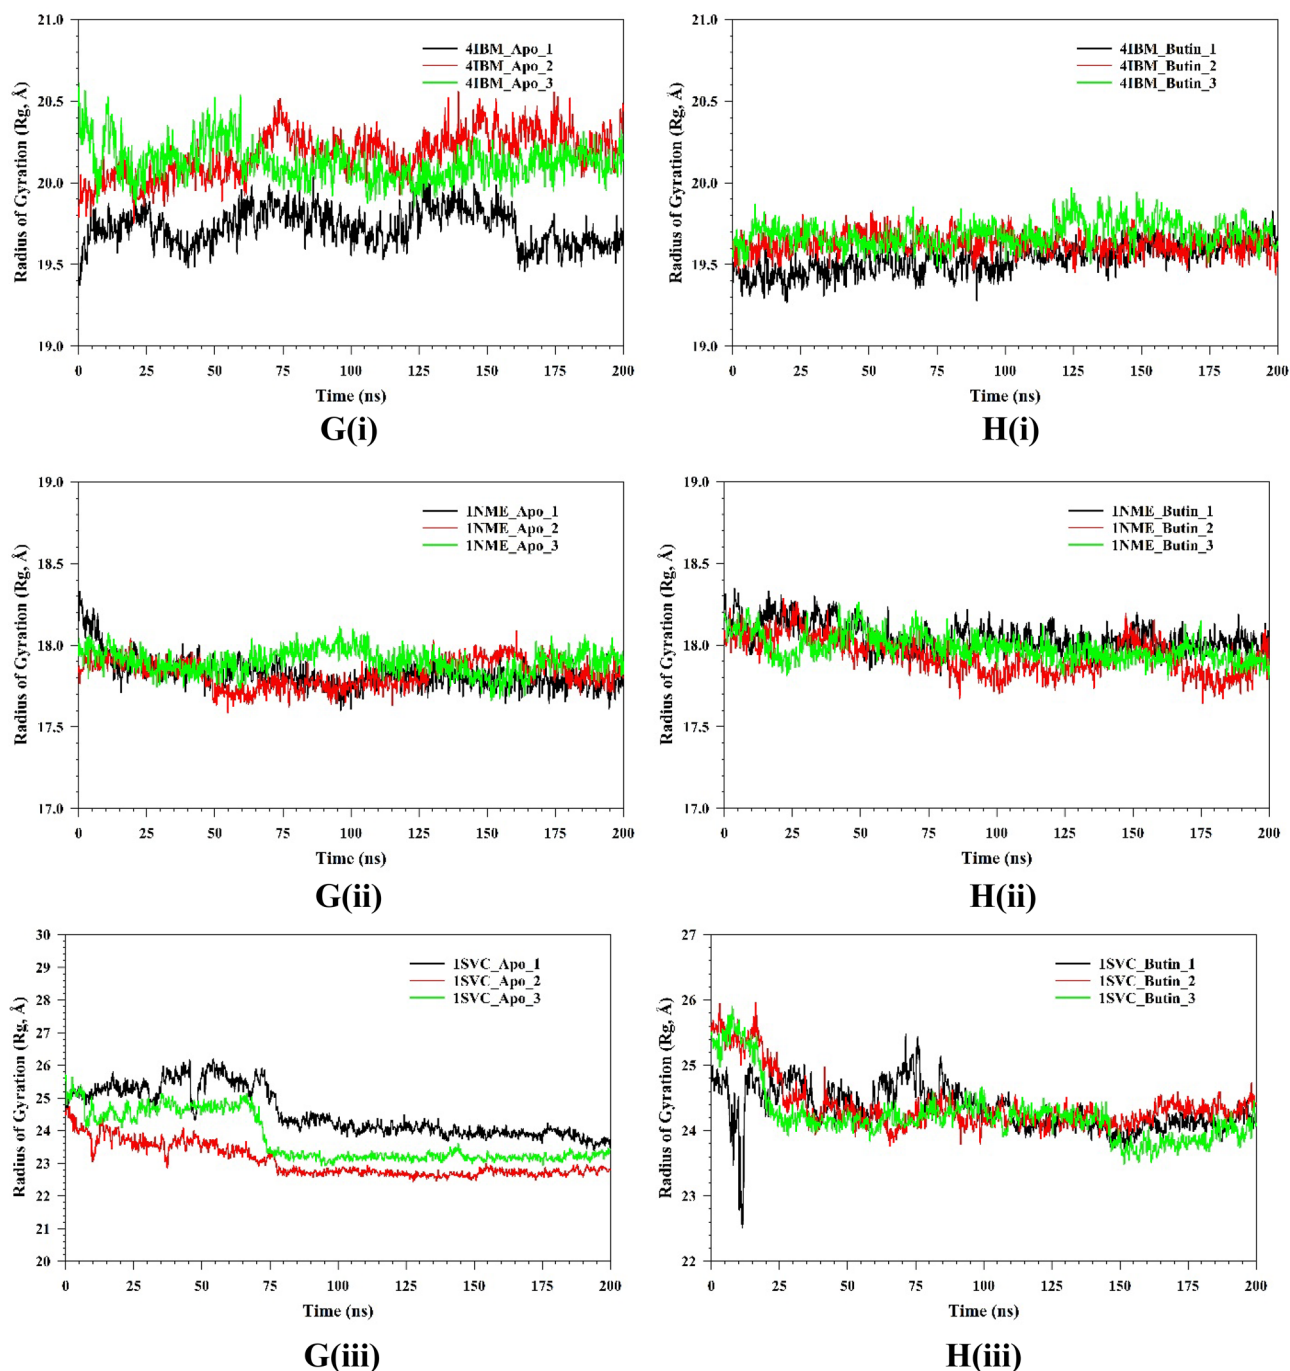 21.0
20.5
20.0
19.5
19.0
Radius of Gyration (Rg, Å)
4IBM_Apo_1
4IBM_Apo_2
4IBM_Apo_3
0 25 50 75 100 125 150 175 200
Time (ns)
G(i)
21.0
20.5
20.0
19.5
19.0
Radius of Gyration (Rg, Å)
4IBM_Butin_1
4IBM_Butin_2
4IBM_Butin_3
0 25 50 75 100 125 150 175 200
Time (ns)
H(i)
19.0
18.5
18.0
17.5
17.0
Radius of Gyration (Rg, Å)
1NME_Apo_1
1NME_Apo_2
1NME_Apo_3
0 25 50 75 100 125 150 175 200
Time (ns)
G(ii)
19.0
18.5
18.0
17.5
17.0
Radius of Gyration (Rg, Å)
1NME_Butin_1
1NME_Butin_2
1NME_Butin_3
0 25 50 75 100 125 150 175 200
Time (ns)
H(ii)
30
29
28
27
26
25
24
23
22
21
20
Radius of Gyration (Rg, Å)
1SVC_Apo_1
1SVC_Apo_2
1SVC_Apo_3
0 25 50 75 100 125 150 175 200
Time (ns)
G(iii)
27
26
25
24
23
22
Radius of Gyration (Rg, Å)
1SVC_Butin_1
1SVC_Butin_2
1SVC_Butin_3
0 25 50 75 100 125 150 175 200
Time (ns)
H(iii)